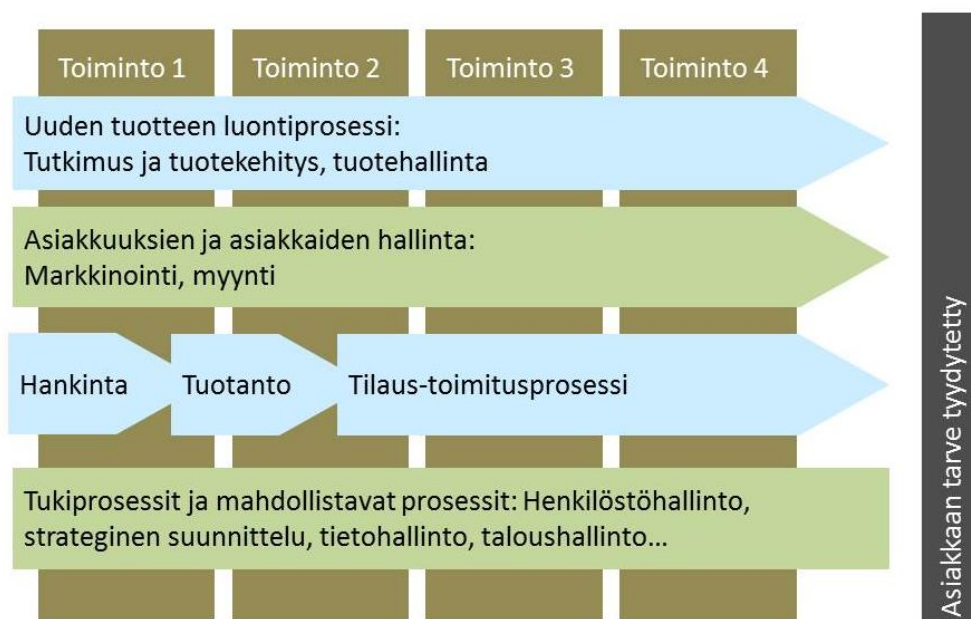 Toiminto 1
Toiminto 2
Toiminto 3
Toiminto 4
Uuden tuotteen luontiprosessi:
Tutkimus ja tuotekehitys, tuotehallinta
Asiakkuuksien ja asiakkaiden hallinta:
Markkinointi, myynti
Hankinta
Tuotanto
Tilaus-toimitusprosessi
Tukiprosessit ja mahdollistavat prosessit: Henkilöstöhallinto,
strateginen suunnittelu, tietohallinto, taloushallinto…
Asiakkaan tarve tyydytetty